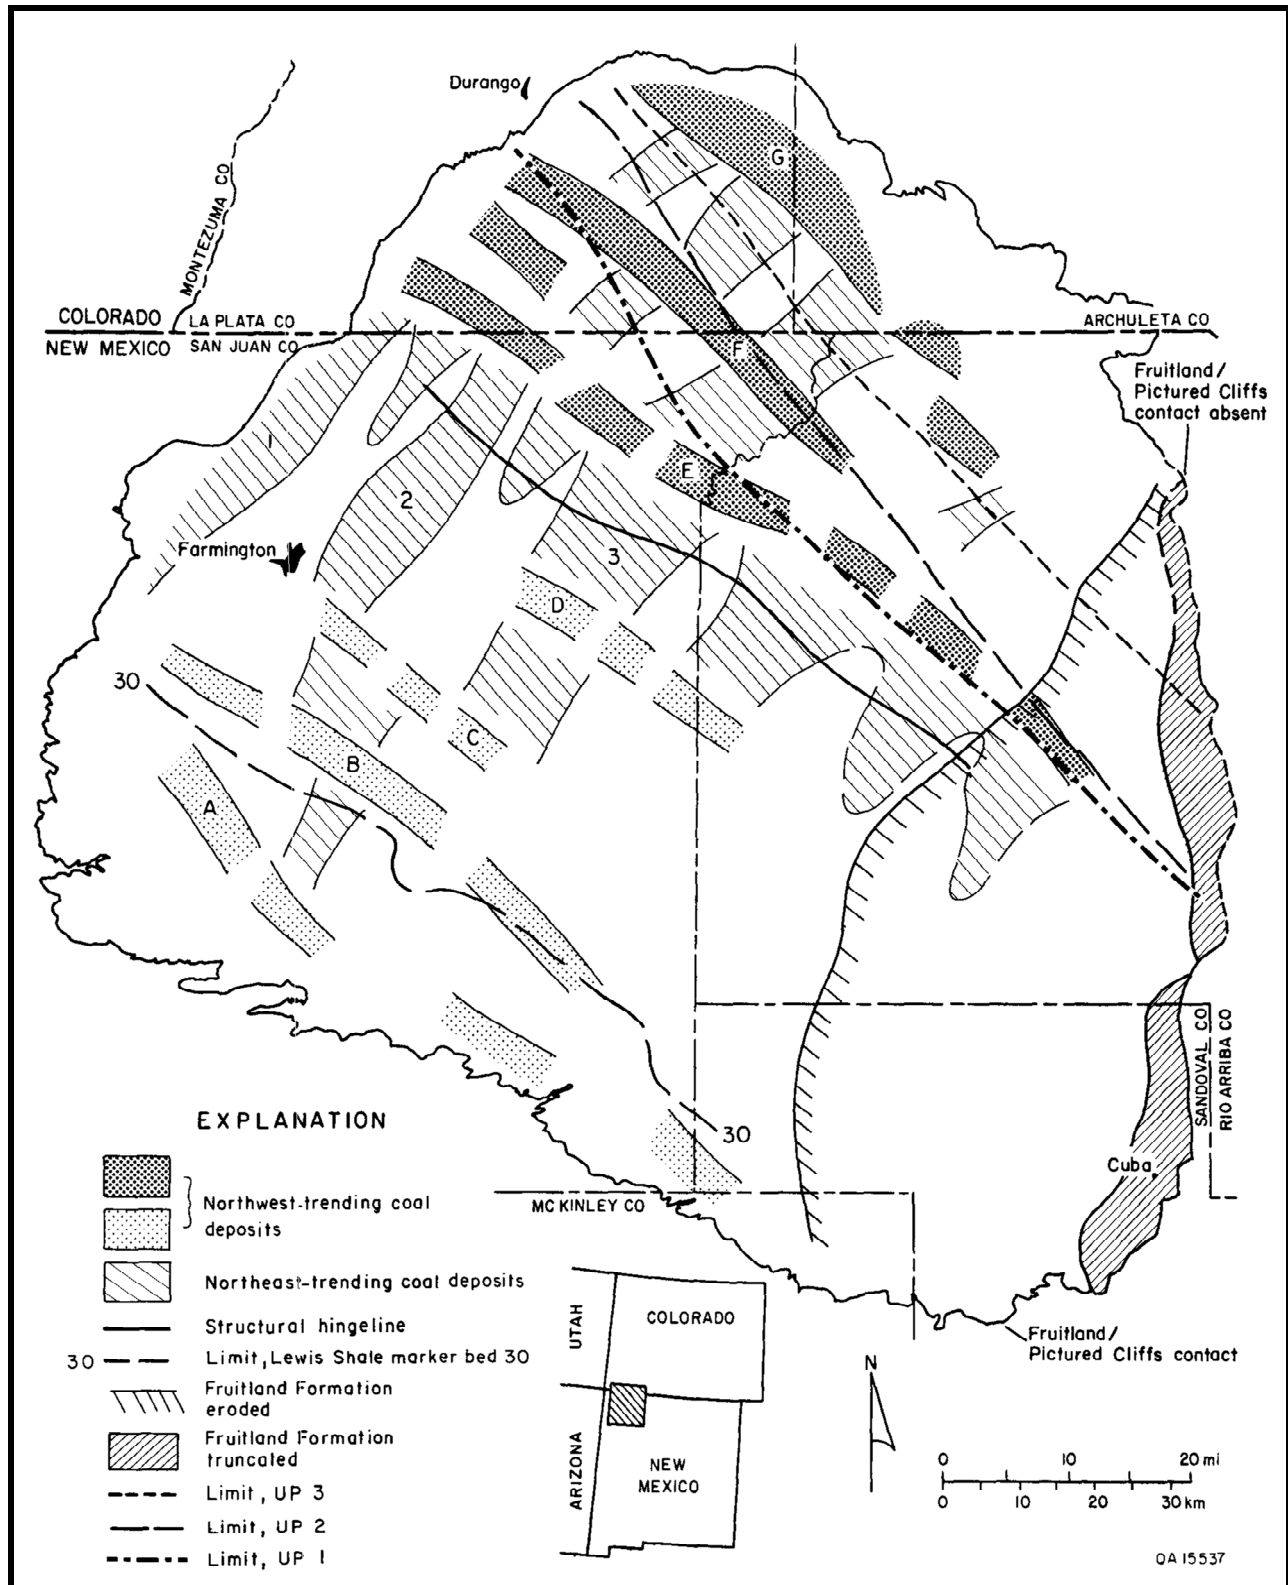 Durango
MONTEZUMA CO
G
COLORADO
LA PLATA CO
ARCHULETA CO
NEW MEXICO
SAN JUAN CO
F
Fruitland/
Pictured Cliffs
contact absent
1
2
E
3
Farmington
D
30
C
B
A
SANDOVAL CO
RIO ARRIBA CO
30
Cuba
MC KINLEY CO
EXPLANATION
Northwest-trending coal
deposits
Northeast-trending coal deposits
Structural hingeline
30
Limit, Lewis Shale marker bed 30
Fruitland Formation
eroded
Fruitland Formation
truncated
Limit, UP 3
Limit, UP 2
Limit, UP 1
UTAH
COLORADO
ARIZONA
NEW
MEXICO
Fruitland/
Pictured Cliffs contact
N
0 10 20 mi
0 10 20 30 km
QA 15537